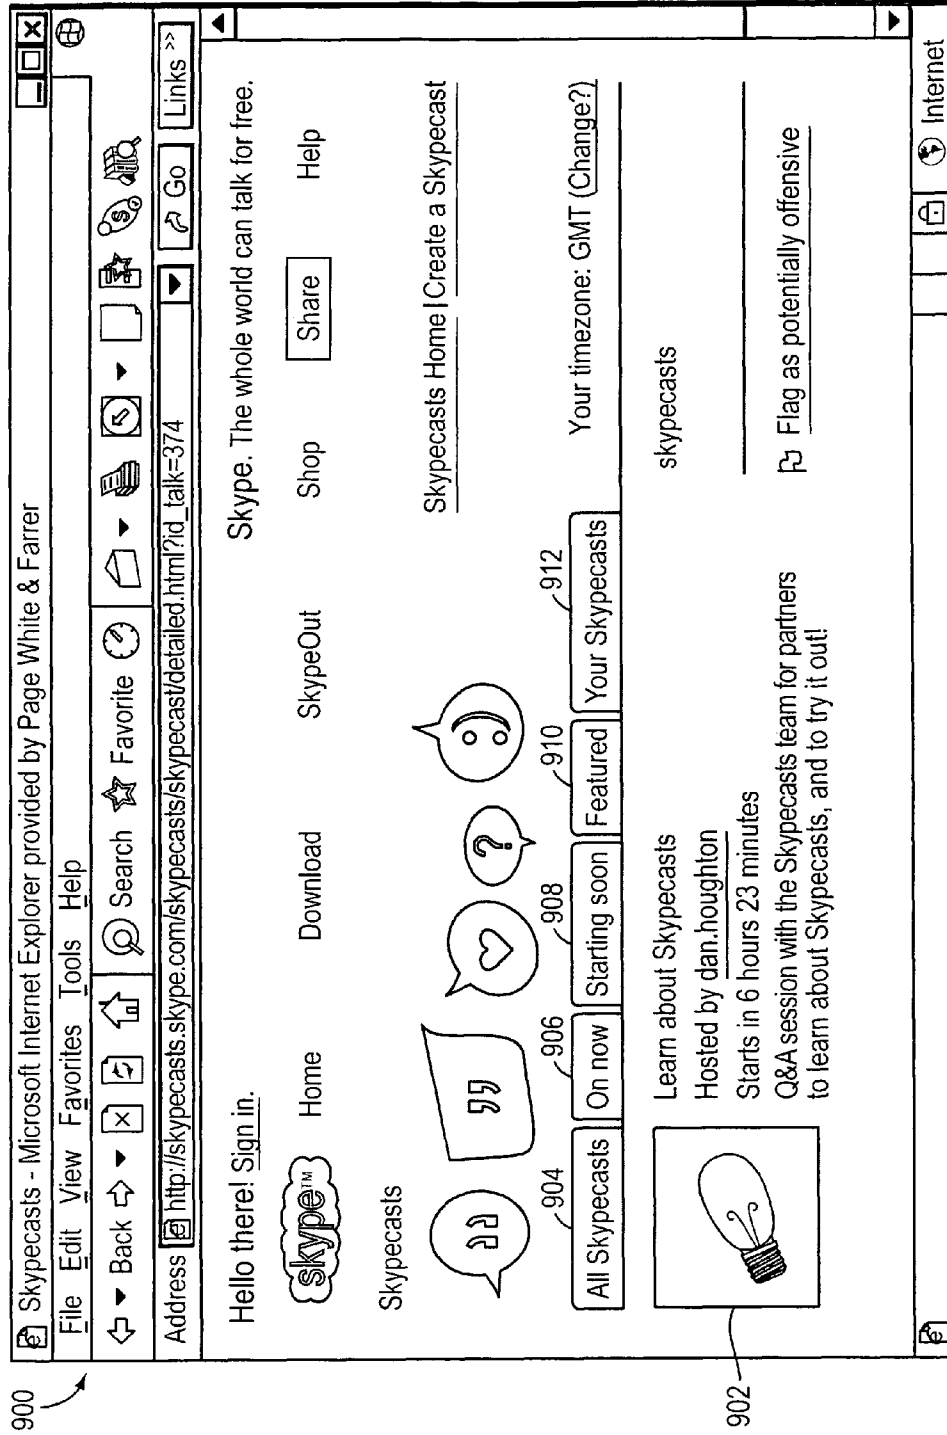 900
Skypecasts - Microsoft Internet Explorer provided by Page White & Farrer
File Edit View Favorites Tools Help
Back Search Favorite
Address http://skypecasts.skype.com/skypecasts/skypecast/detailed.html?id_talk=374 Go Links >>
Hello there! Sign in. Skype. The whole world can talk for free.
skype™ Home Download SkypeOut Shop Share Help
Skypecasts
Skypecasts Home | Create a Skypecast
904 906 908 910 912
All Skypecasts On now Starting soon Featured Your Skypecasts Your timezone: GMT (Change?)
902
Learn about Skypecasts skypecasts
Hosted by dan.houghton
Starts in 6 hours 23 minutes
Q&A session with the Skypecasts team for partners Flag as potentially offensive
to learn about Skypecasts, and to try it out!
Internet